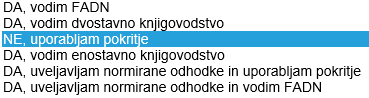 DA, vodim FADN
DA, vodim dvostavno knjigovodstvo
NE, uporabljam pokritje
DA, vodim enostavno knjigovodstvo
DA, uveljavljam normirane odhodke in uporabljam pokritje
DA, uveljavljam normirane odhodke in vodim FADN